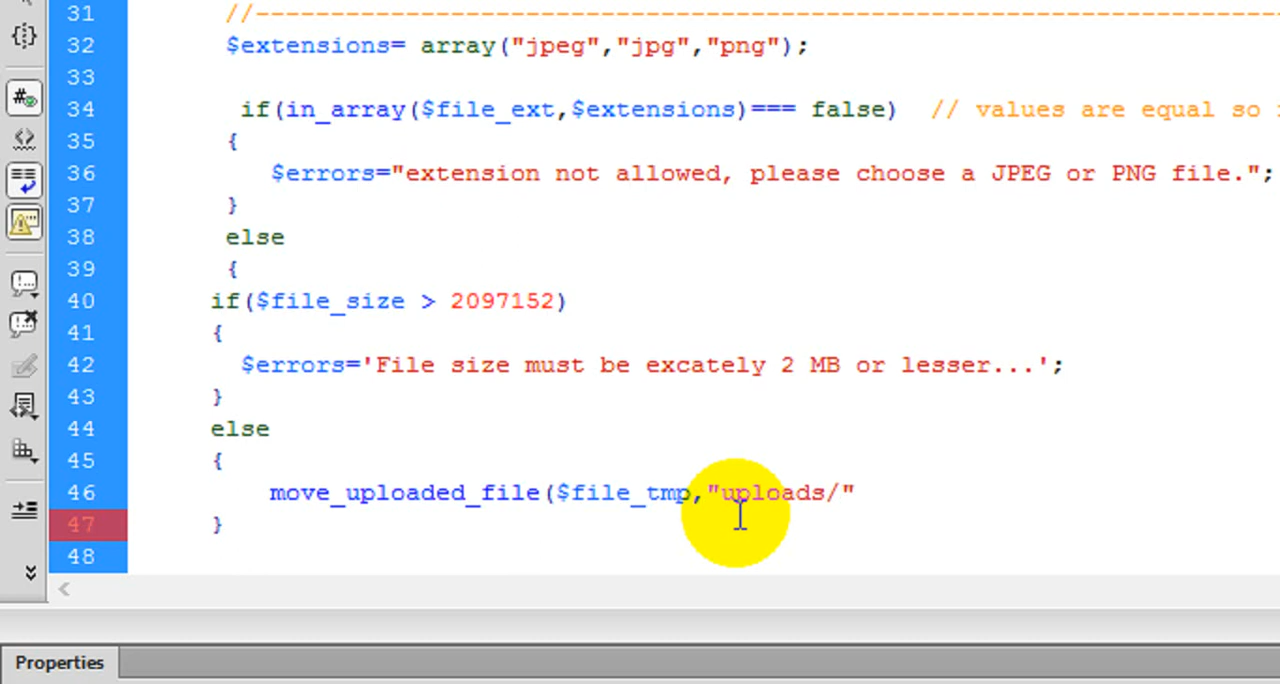 31 //----------------------------------------------------------------------
32 $extensions= array("jpeg","jpg","png");
33
34 if(in_array($file_ext,$extensions)=== false) // values are equal so
35 {
36 $errors="extension not allowed, please choose a JPEG or PNG file.";
37 }
38 else
39 {
40 if($file_size > 2097152)
41 {
42 $errors='File size must be excately 2 MB or lesser...';
43 }
44 else
45 {
46 move_uploaded_file($file_tmp,"uploads/"
47 }
48
Properties